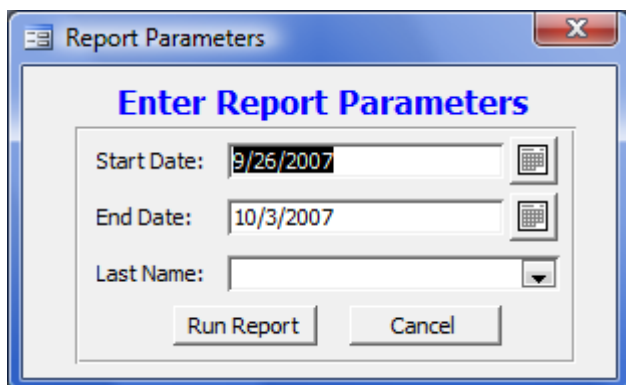 Report Parameters
Enter Report Parameters
Start Date: 9/26/2007
End Date: 10/3/2007
Last Name:
Run Report Cancel